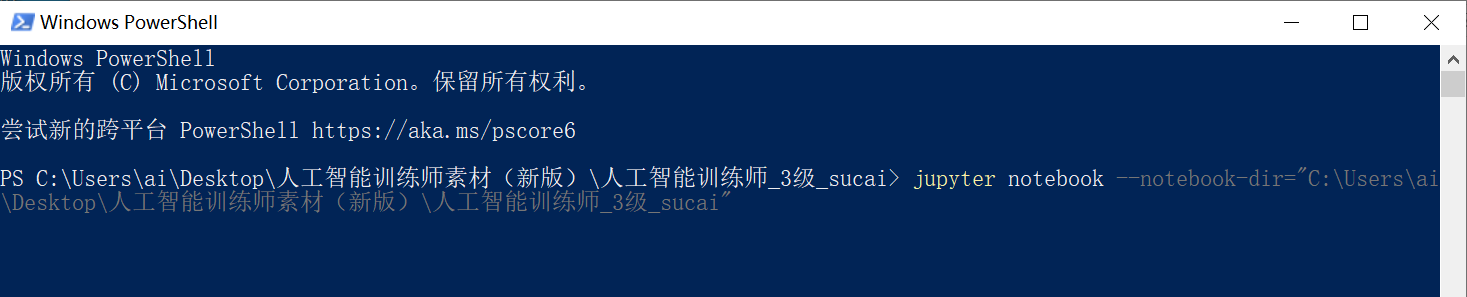 Windows PowerShell
Windows PowerShell
版权所有 (C) Microsoft Corporation。保留所有权利。
尝试新的跨平台 PowerShell https://aka.ms/pscore6
PS C:\Users\ai\Desktop\人工智能训练师素材（新版）\人工智能训练师_3级_sucai> jupyter notebook --notebook-dir="C:\Users\ai
\Desktop\人工智能训练师素材（新版）\人工智能训练师_3级_sucai"